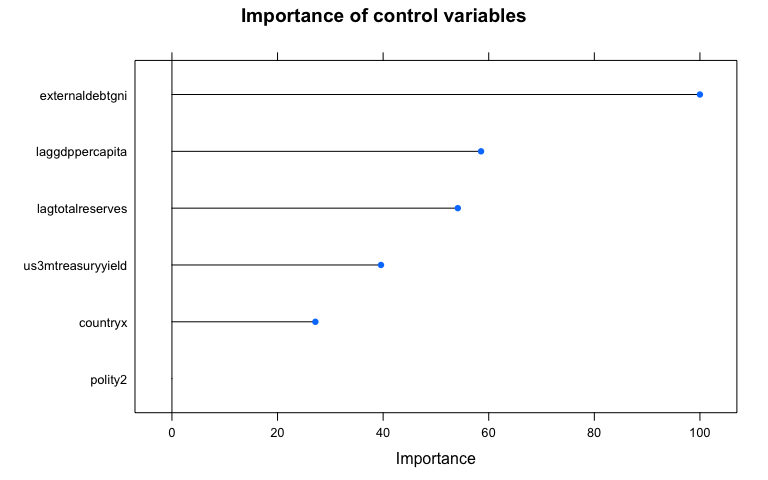 Importance of control variables
externaldebtgni
laggdppercapita
lagtotalreserves
us3mtreasuryyield
countryx
polity2
0 20 40 60 80 100
Importance